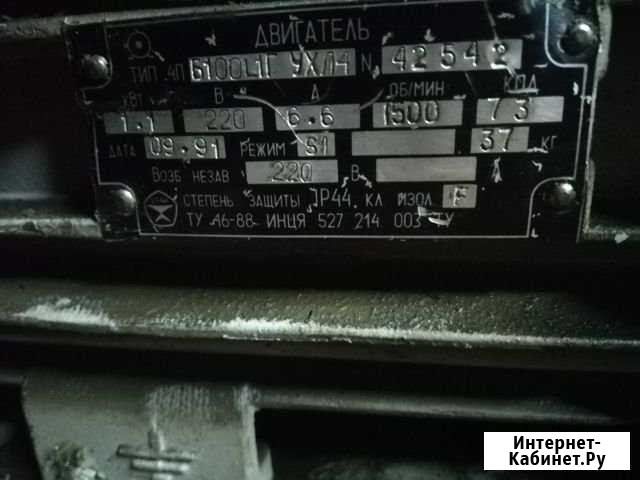 ДВИГАТЕЛЬ
ТИП 4П Б100L1Г УХЛ4 N 42542
кВт В А ОБ/МИН КПД
1.1 220 6.6 1500 73
ДАТА 09.91 РЕЖИМ S1 37 кг
Возб незав 220 В А
СТЕПЕНЬ ЗАЩИТЫ IP44. КЛ ИЗОЛ F
ТУ 16-88 ИНЦЯ 527 214 003 ТУ
Интернет-
Кабинет.Ру